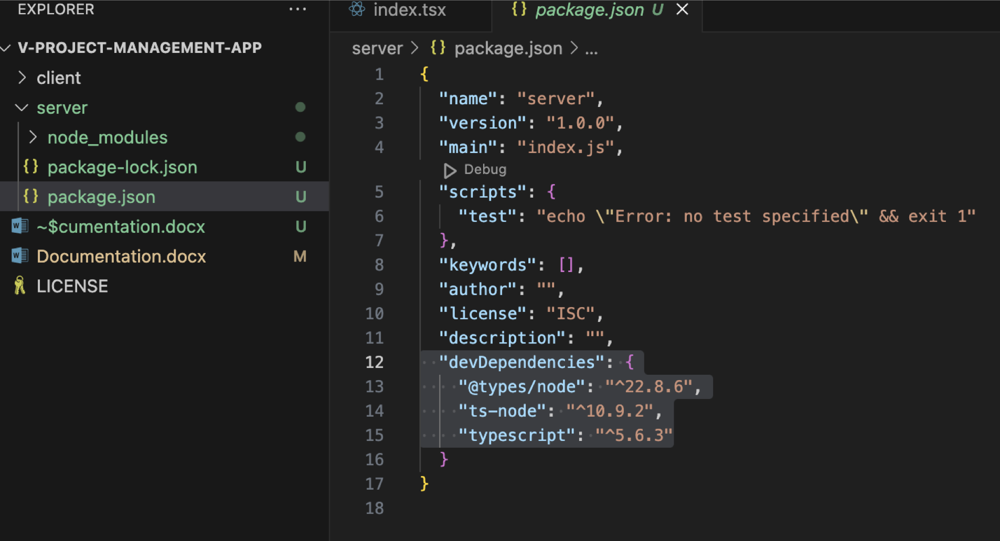 EXPLORER ...
V-PROJECT-MANAGEMENT-APP
client
server
node_modules
package-lock.json U
package.json U
~$cumentation.docx U
Documentation.docx M
LICENSE
index.tsx
{} package.json U
server > {} package.json > ...
1 {
2 "name": "server",
3 "version": "1.0.0",
4 "main": "index.js",
Debug
5 "scripts": {
6 "test": "echo \"Error: no test specified\" && exit 1"
7 },
8 "keywords": [],
9 "author": "",
10 "license": "ISC",
11 "description": "",
12 "devDependencies": {
13 "@types/node": "^22.8.6",
14 "ts-node": "^10.9.2",
15 "typescript": "^5.6.3"
16 }
17 }
18